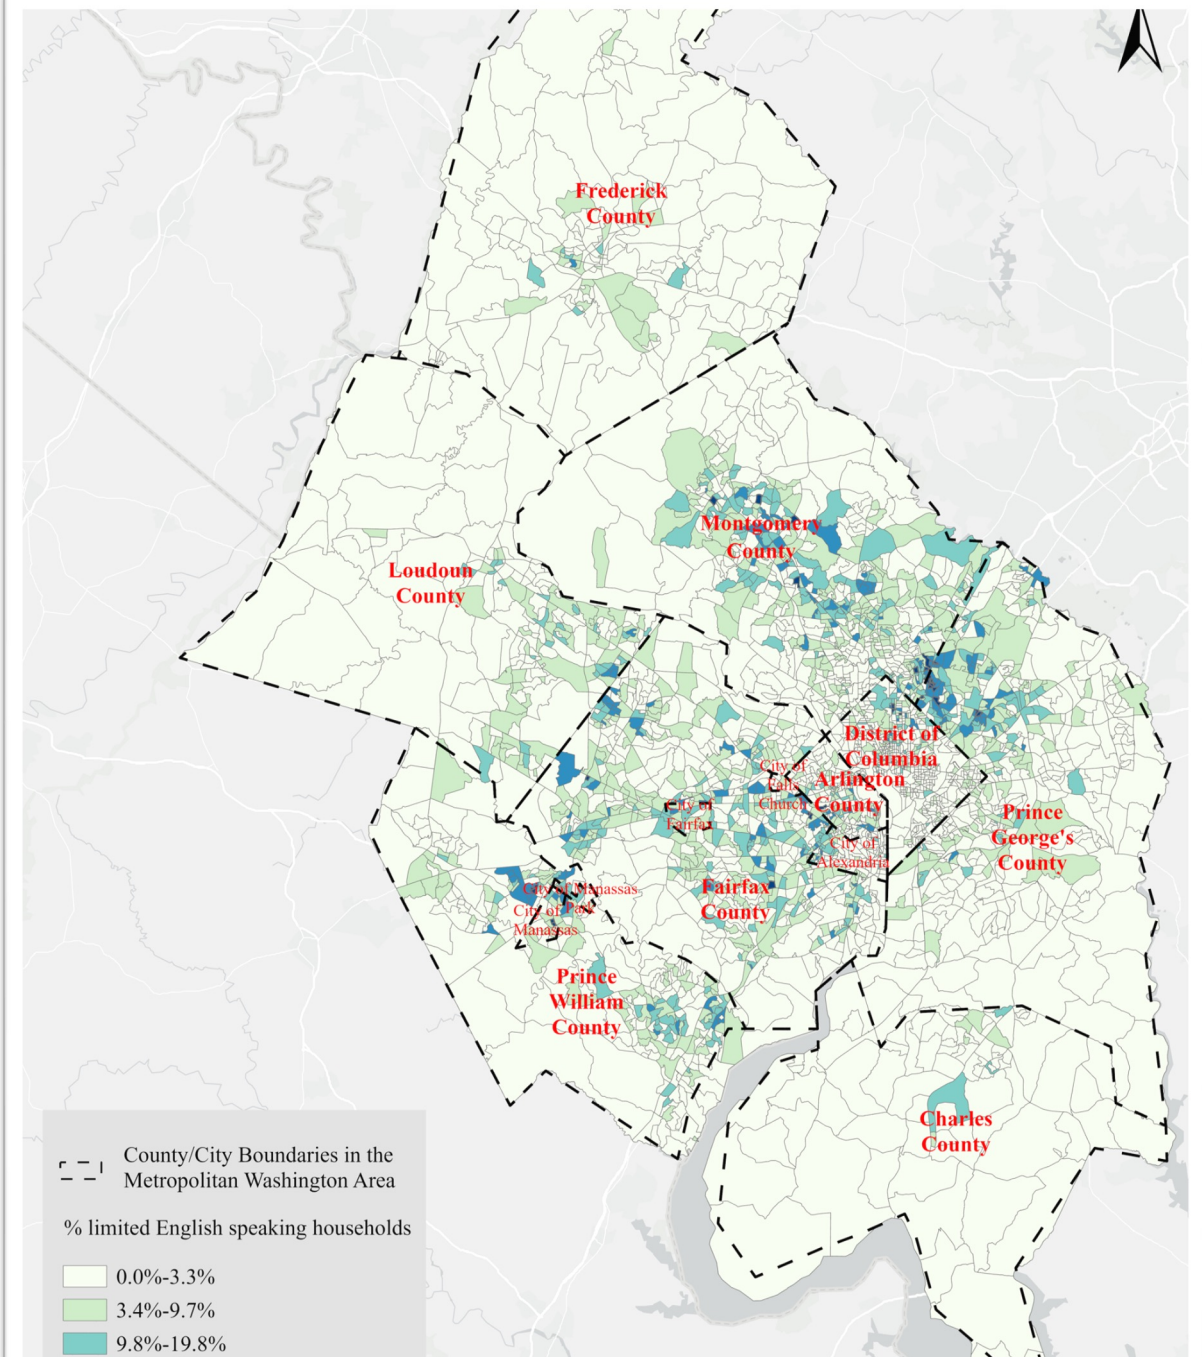 Frederick
County
Montgomery
County
Loudoun
County
District of
Columbia
City of
Falls
Church
Arlington
County
City of
Fairfax
Prince
George's
County
City of
Alexandria
Fairfax
County
City of Manassas
Park
City of
Manassas
Prince
William
County
Charles
County
County/City Boundaries in the
Metropolitan Washington Area
% limited English speaking households
0.0%-3.3%
3.4%-9.7%
9.8%-19.8%